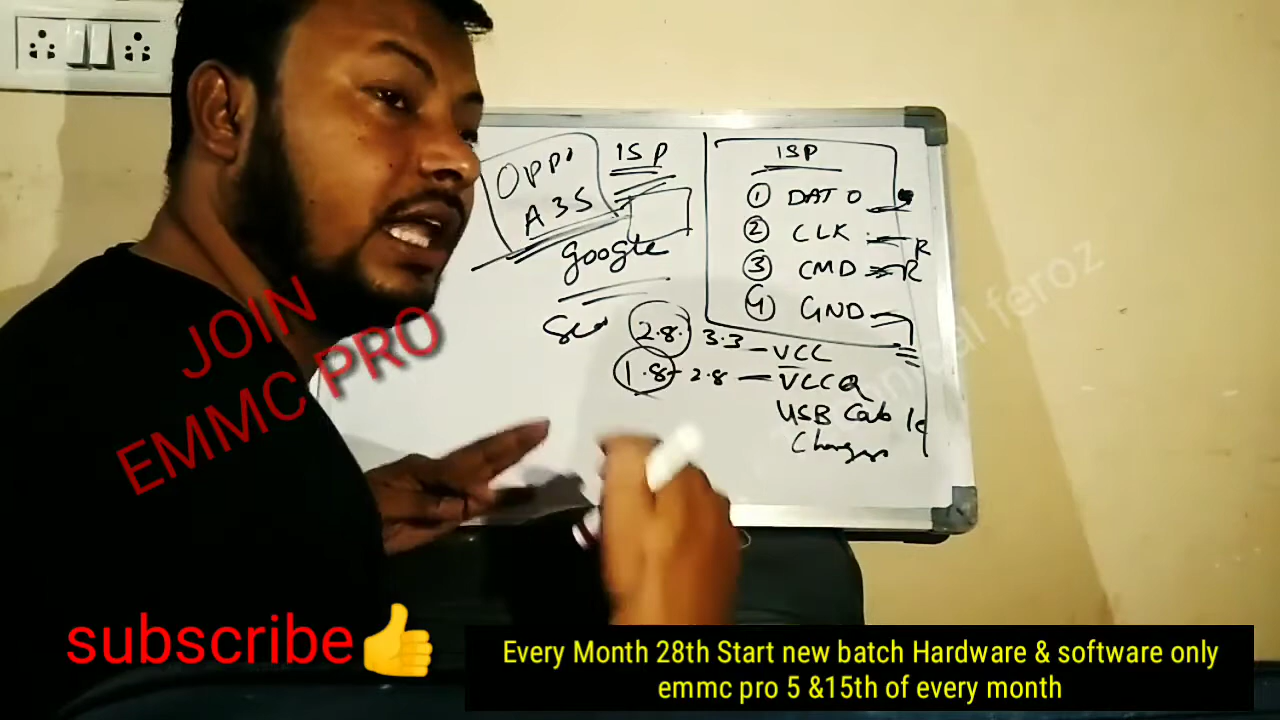 OPPO
A3S
ISP
google
2.8. 3.3 — VCC
1.8 - 2.8 — VCCQ
USB Cable
ISP
① DAT 0
② CLK R
③ CMD R
④ GND
JOIN
EMMC PRO
feroz
subscribe👍
Every Month 28th Start new batch Hardware & software only
emmc pro 5 &15th of every month